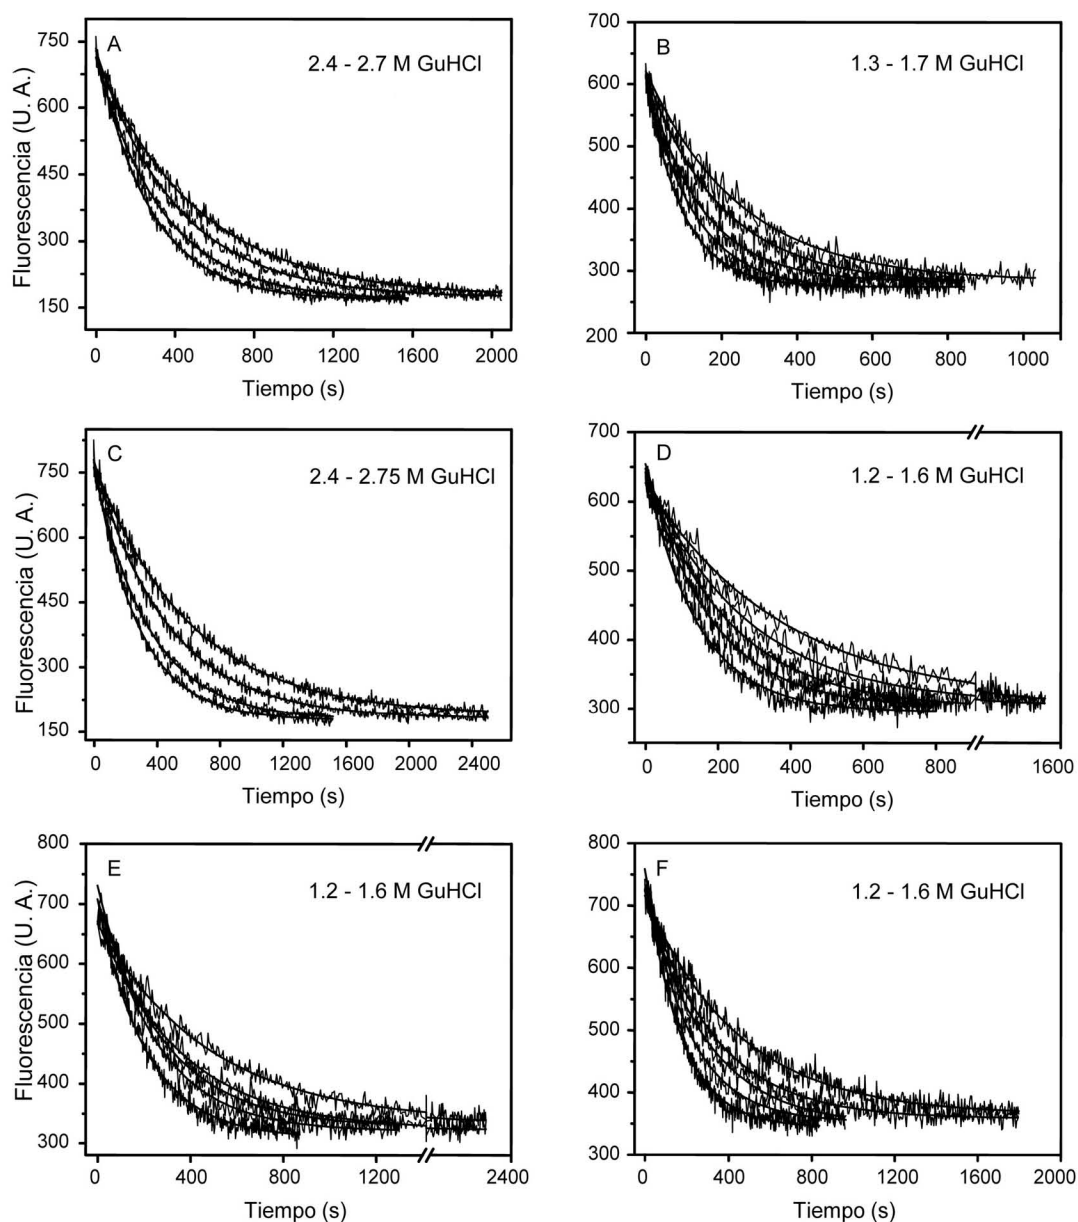 A
2.4 - 2.7 M GuHCl
Fluorescencia (U. A.)
750
600
450
300
150
0 400 800 1200 1600 2000
Tiempo (s)
B
1.3 - 1.7 M GuHCl
700
600
500
400
300
200
0 200 400 600 800 1000
Tiempo (s)
C
2.4 - 2.75 M GuHCl
Fluorescencia (U. A.)
750
600
450
300
150
0 400 800 1200 1600 2000 2400
Tiempo (s)
D
1.2 - 1.6 M GuHCl
700
600
500
400
300
0 200 400 600 800 1600
Tiempo (s)
E
1.2 - 1.6 M GuHCl
Fluorescencia (U. A.)
800
700
600
500
400
300
0 400 800 1200 2400
Tiempo (s)
F
1.2 - 1.6 M GuHCl
800
700
600
500
400
300
0 400 800 1200 1600 2000
Tiempo (s)